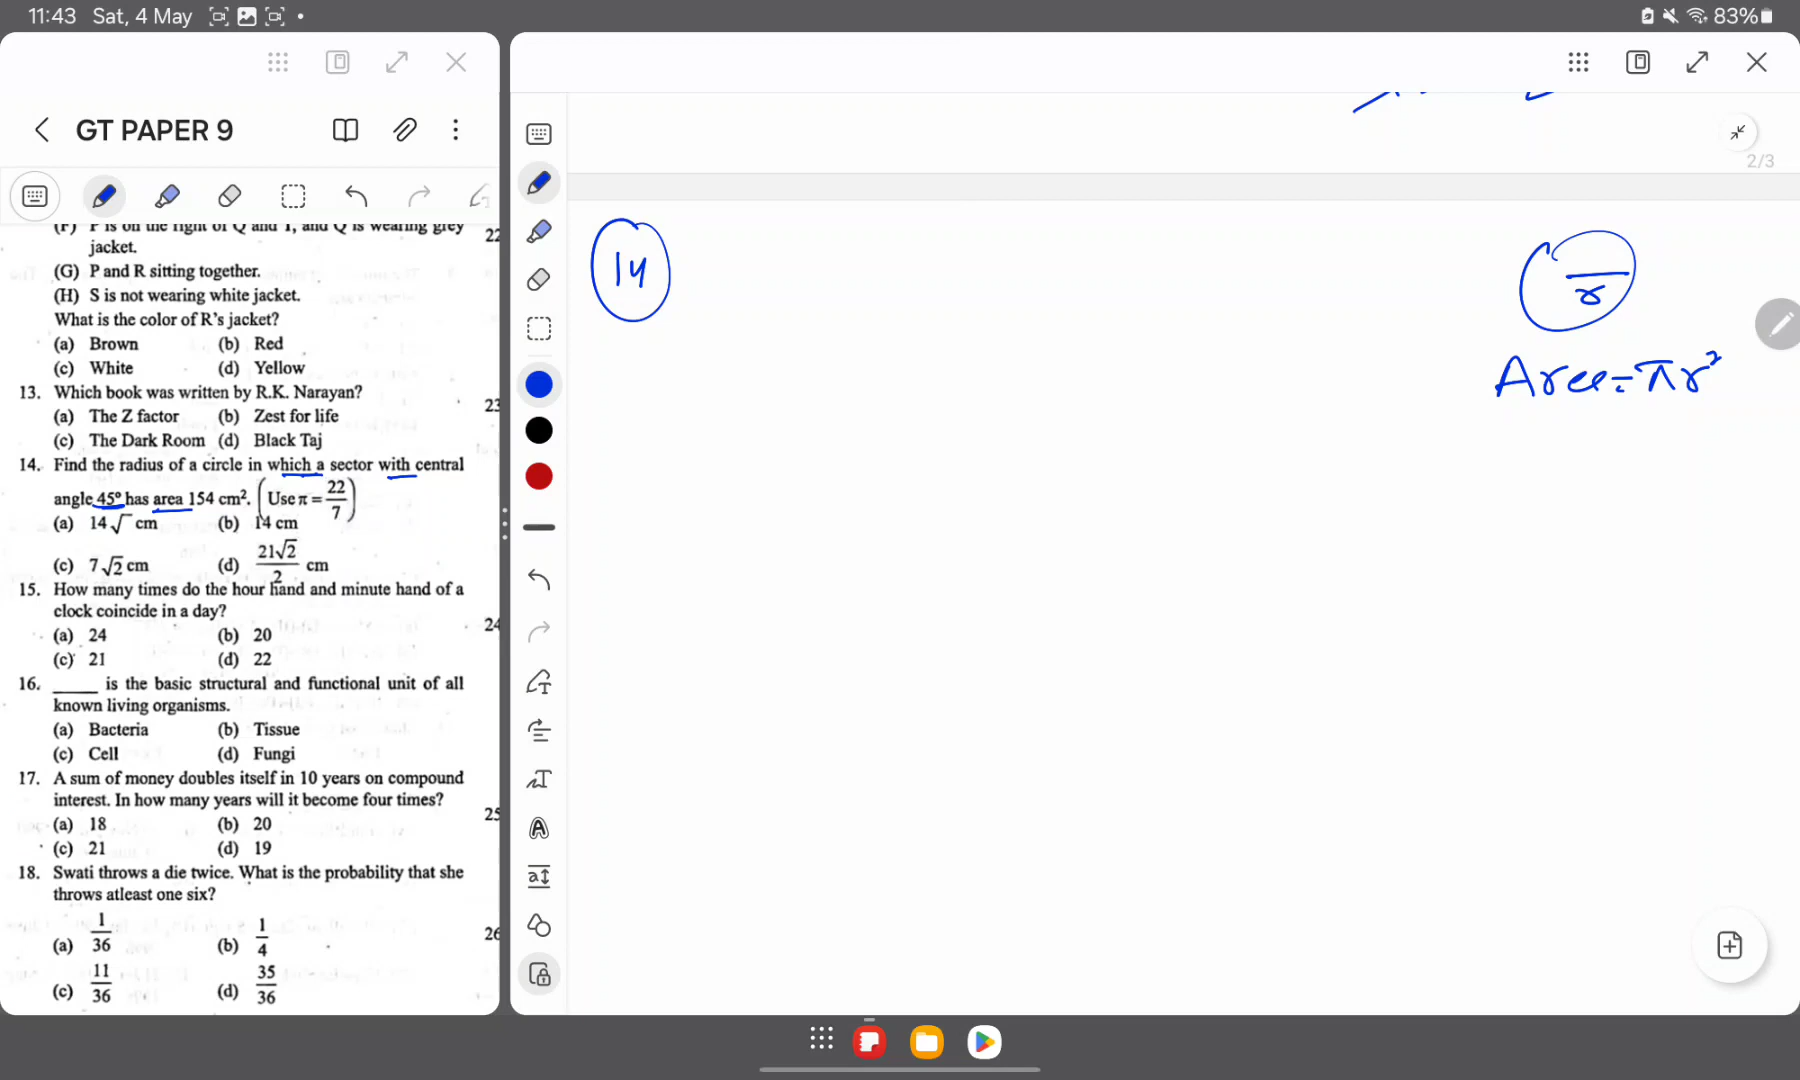 11:43 Sat, 4 May
83%
GT PAPER 9
(F) P is on the right of Q and T, and Q is wearing grey
jacket.
(G) P and R sitting together.
(H) S is not wearing white jacket.
What is the color of R's jacket?
(a) Brown (b) Red
(c) White (d) Yellow
13. Which book was written by R.K. Narayan?
(a) The Z factor (b) Zest for life
(c) The Dark Room (d) Black Taj
14. Find the radius of a circle in which a sector with central
angle 45° has area 154 cm². (Use π = 22/7)
(a) 14√ cm (b) 14 cm
(c) 7√2 cm (d) 21√2/2 cm
15. How many times do the hour hand and minute hand of a
clock coincide in a day?
(a) 24 (b) 20
(c) 21 (d) 22
16. _____ is the basic structural and functional unit of all
known living organisms.
(a) Bacteria (b) Tissue
(c) Cell (d) Fungi
17. A sum of money doubles itself in 10 years on compound
interest. In how many years will it become four times?
(a) 18 (b) 20
(c) 21 (d) 19
18. Swati throws a die twice. What is the probability that she
throws atleast one six?
(a) 1/36 (b) 1/4
(c) 11/36 (d) 35/36
22
23
24
25
26
2/3
14
r
Area = πr²